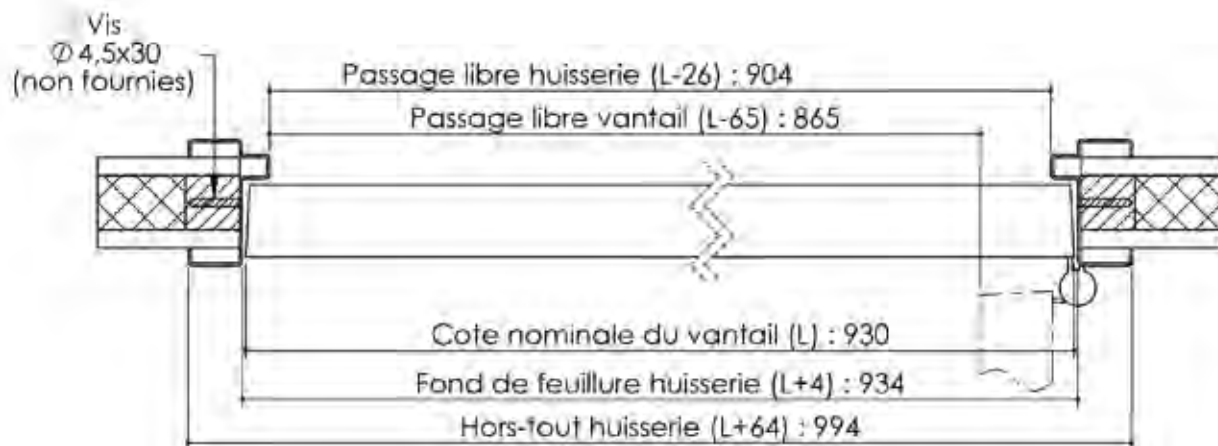 Vis
Ø 4,5x30
(non fournies)
Passage libre huisserie (L-26) : 904
Passage libre vantail (L-65) : 865
Cote nominale du vantail (L) : 930
Fond de feuillure huisserie (L+4) : 934
Hors-tout huisserie (L+64) : 994